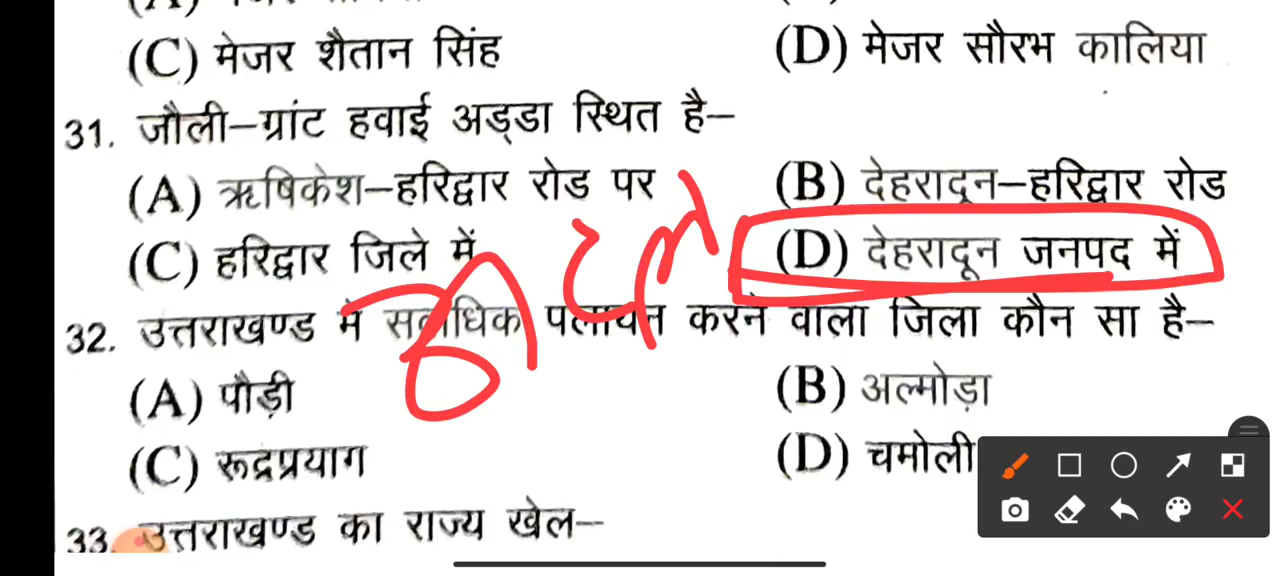 (C) मेजर शैतान सिंह (D) मेजर सौरभ कालिया
31. जौली–ग्रांट हवाई अड्डा स्थित है–
(A) ऋषिकेश–हरिद्वार रोड पर (B) देहरादून–हरिद्वार रोड
(C) हरिद्वार जिले में (D) देहरादून जनपद में
32. उत्तराखण्ड में सर्वाधिक पलायन करने वाला जिला कौन सा है–
(A) पौड़ी (B) अल्मोड़ा
(C) रूद्रप्रयाग (D) चमोली
33. उत्तराखण्ड का राज्य खेल–